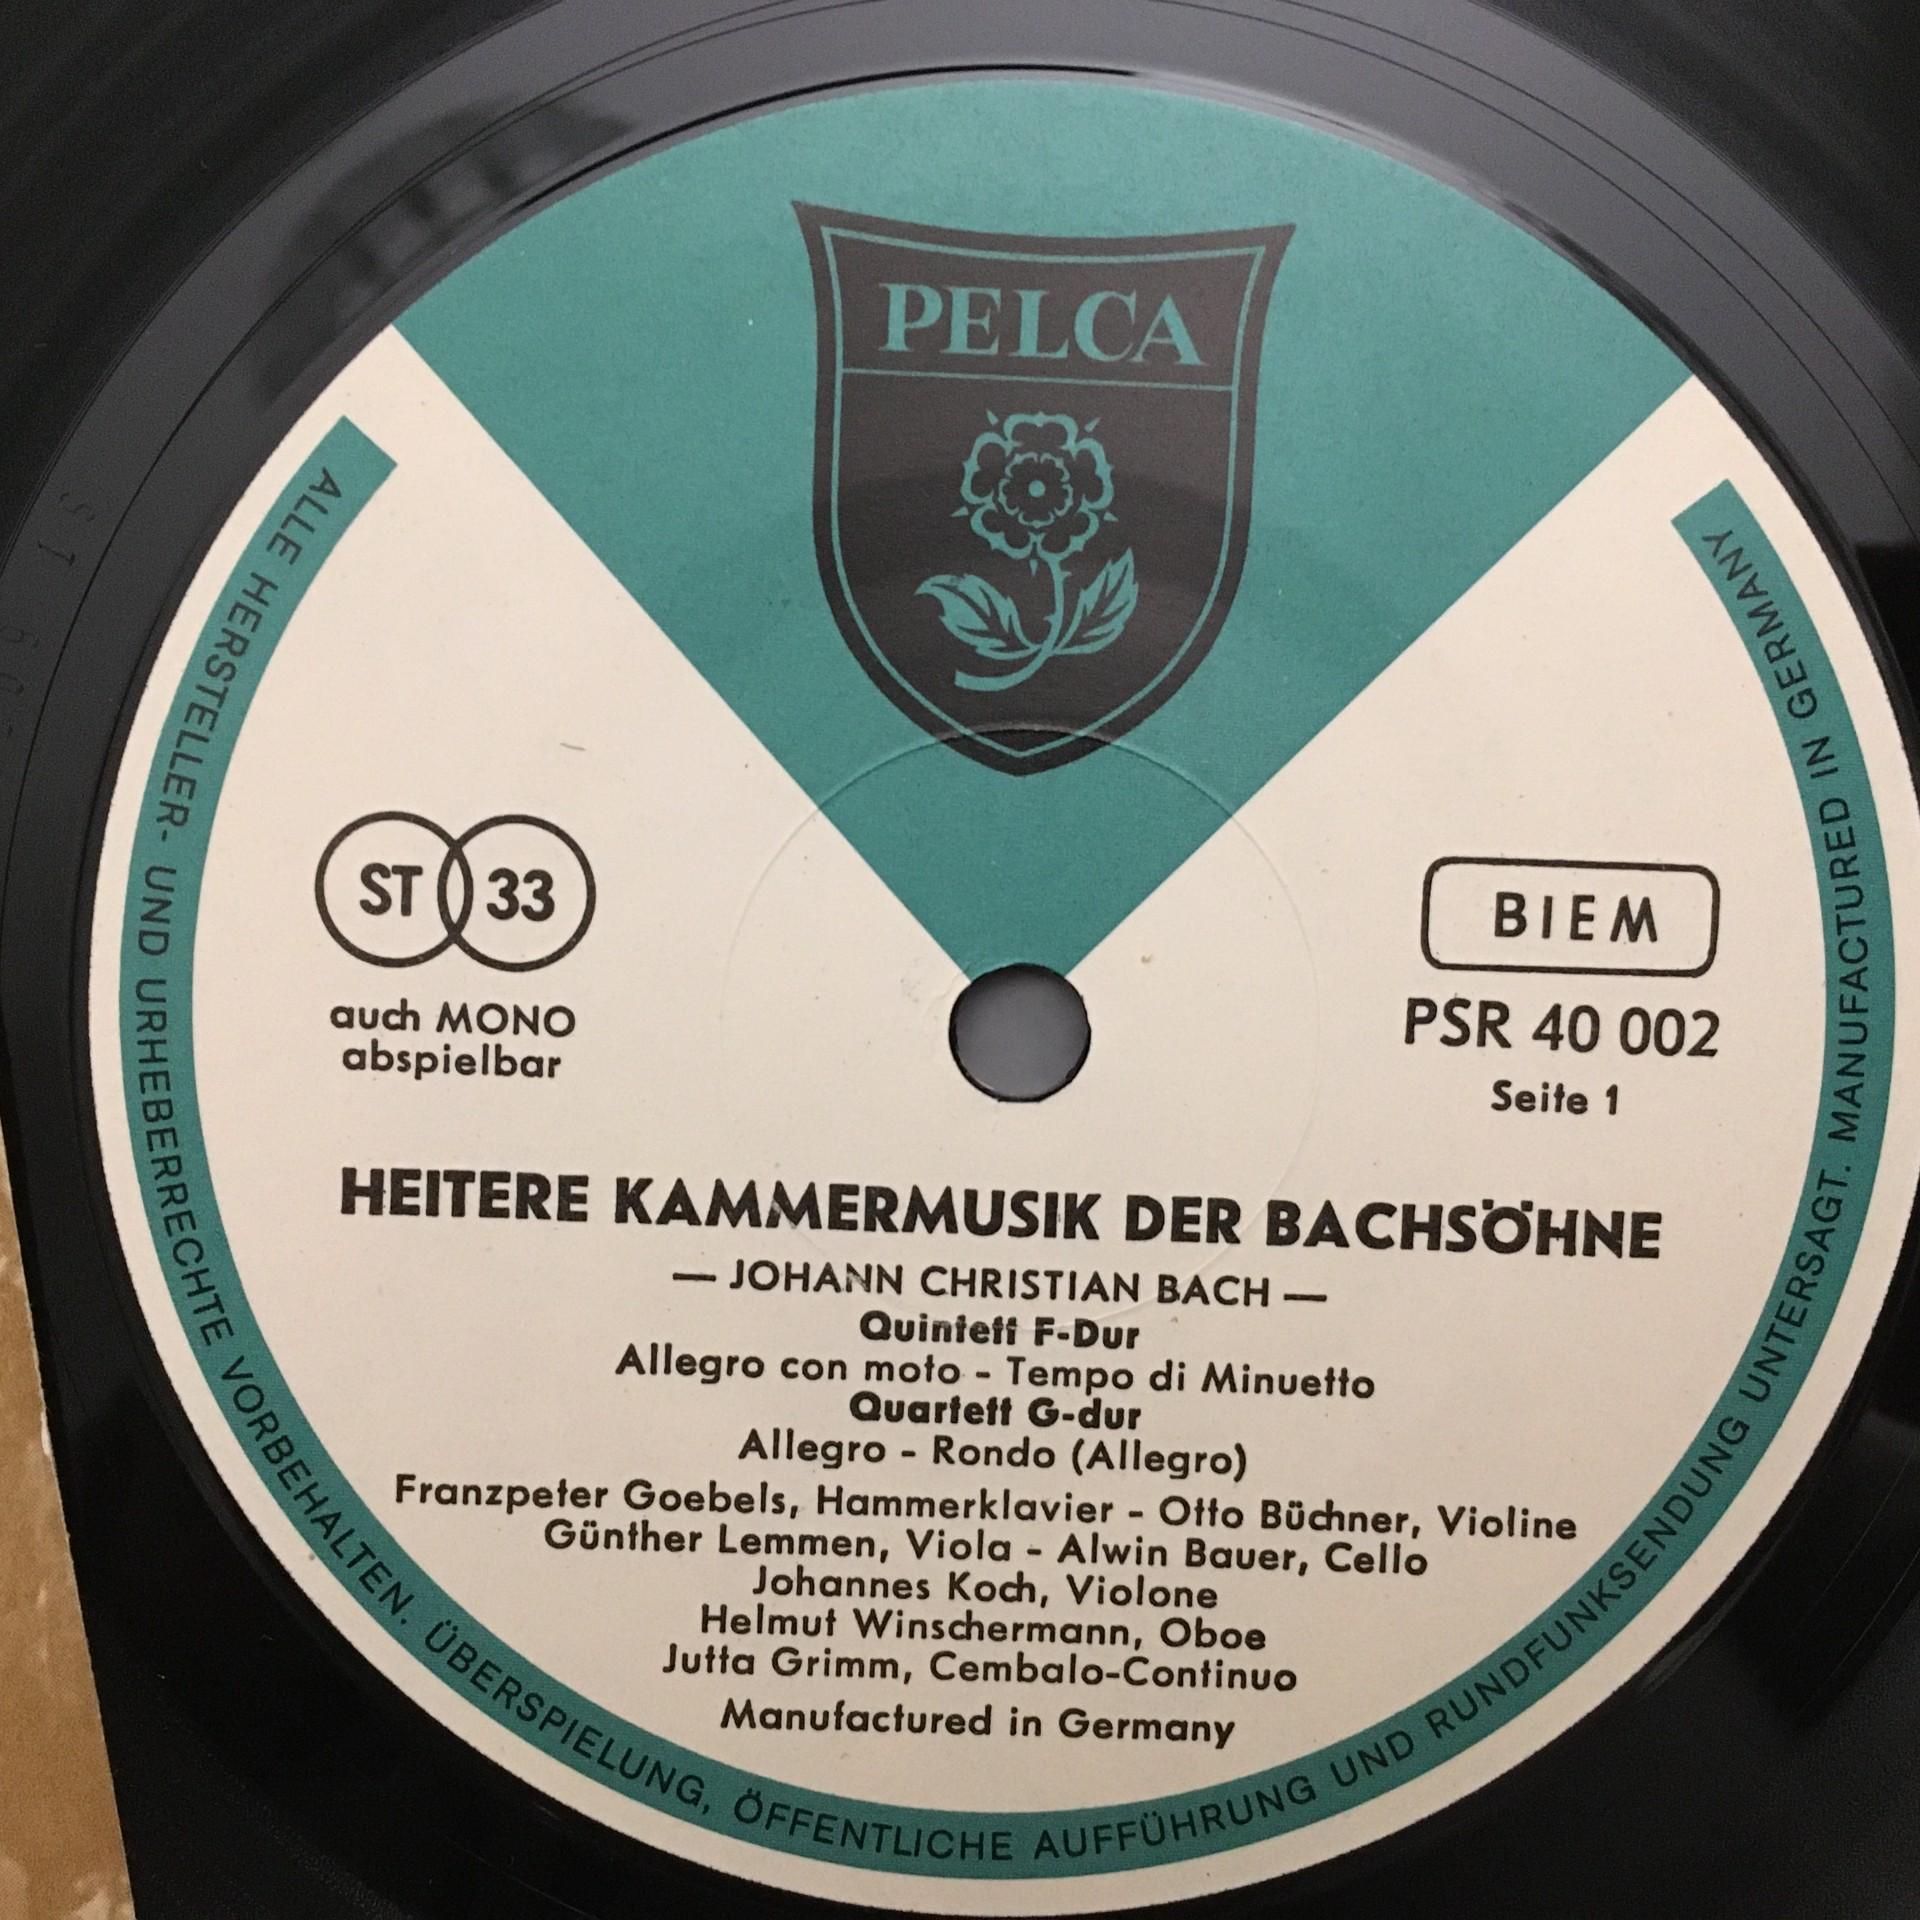 PELCA
ST 33
auch MONO
abspielbar
BIEM
PSR 40 002
Seite 1
HEITERE KAMMERMUSIK DER BACHSÖHNE
— JOHANN CHRISTIAN BACH —
Quintett F-Dur
Allegro con moto - Tempo di Minuetto
Quartett G-dur
Allegro - Rondo (Allegro)
Franzpeter Goebels, Hammerklavier - Otto Büchner, Violine
Günther Lemmen, Viola - Alwin Bauer, Cello
Johannes Koch, Violone
Helmut Winschermann, Oboe
Jutta Grimm, Cembalo-Continuo
Manufactured in Germany
ALLE HERSTELLER- UND URHEBERRECHTE VORBEHALTEN. ÜBERSPIELUNG, ÖFFENTLICHE AUFFÜHRUNG UND RUNDFUNKSENDUNG UNTERSAGT. MANUFACTURED IN GERMANY